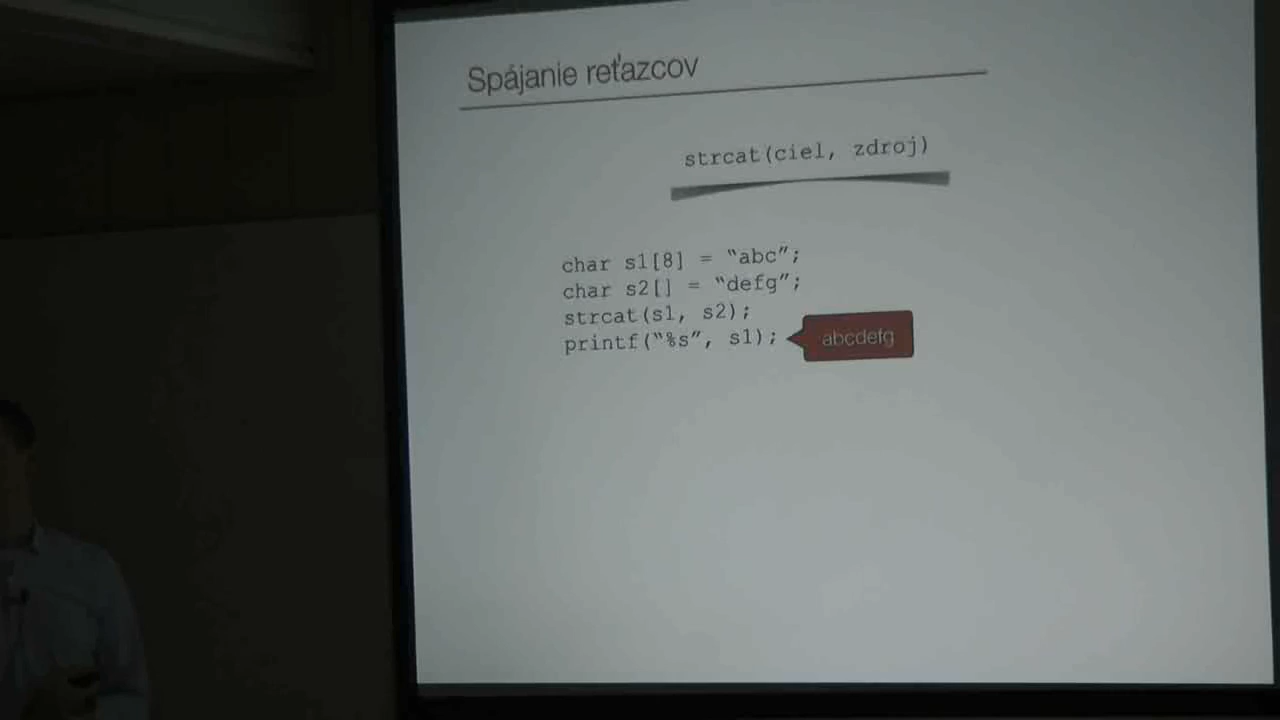 Spájanie reťazcov
strcat(ciel, zdroj)
char s1[8] = “abc”;
char s2[] = “defg”;
strcat(s1, s2);
printf(“%s”, s1);
abcdefg